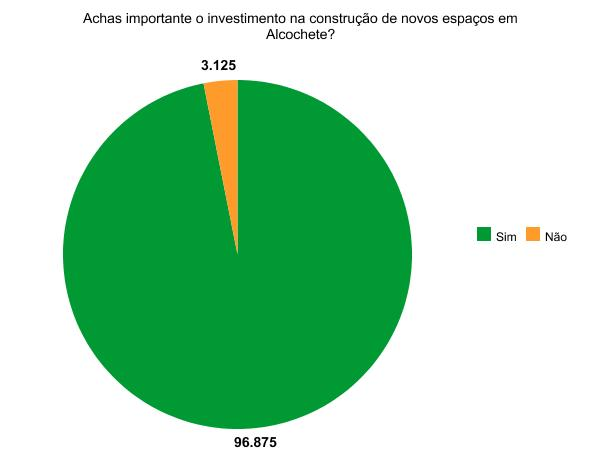 Achas importante o investimento na construção de novos espaços em
Alcochete?
3.125
Sim
Não
96.875